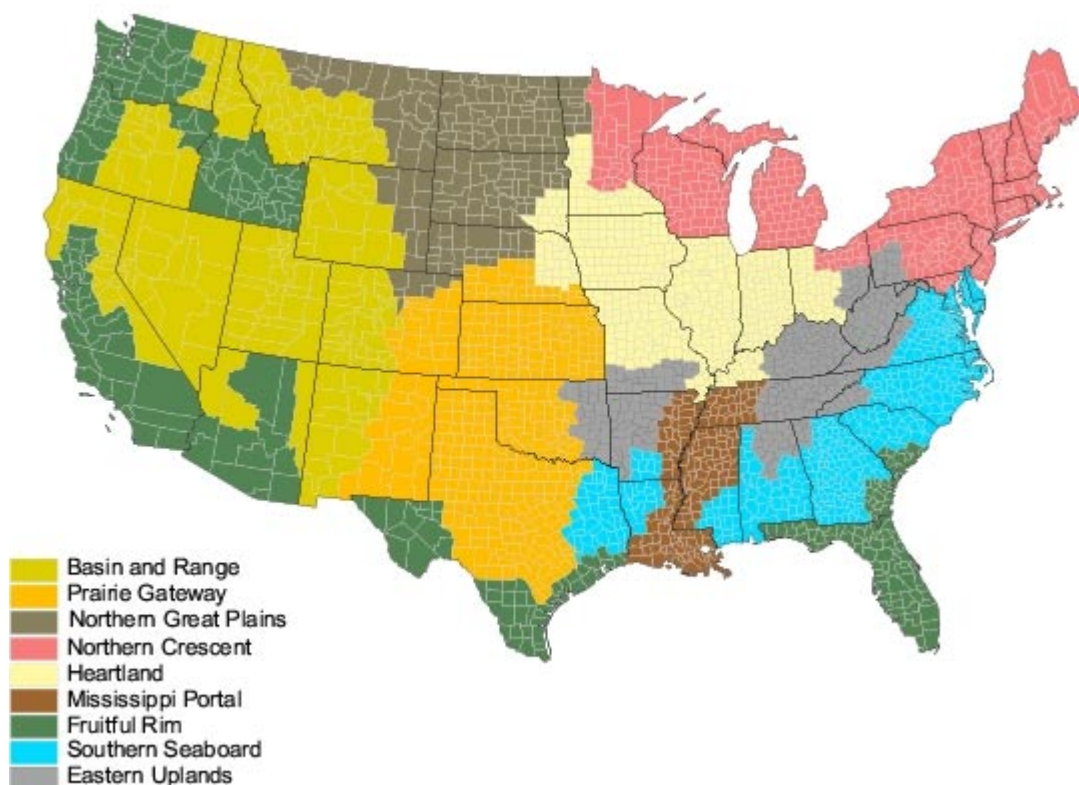 Basin and Range
Prairie Gateway
Northern Great Plains
Northern Crescent
Heartland
Mississippi Portal
Fruitful Rim
Southern Seaboard
Eastern Uplands